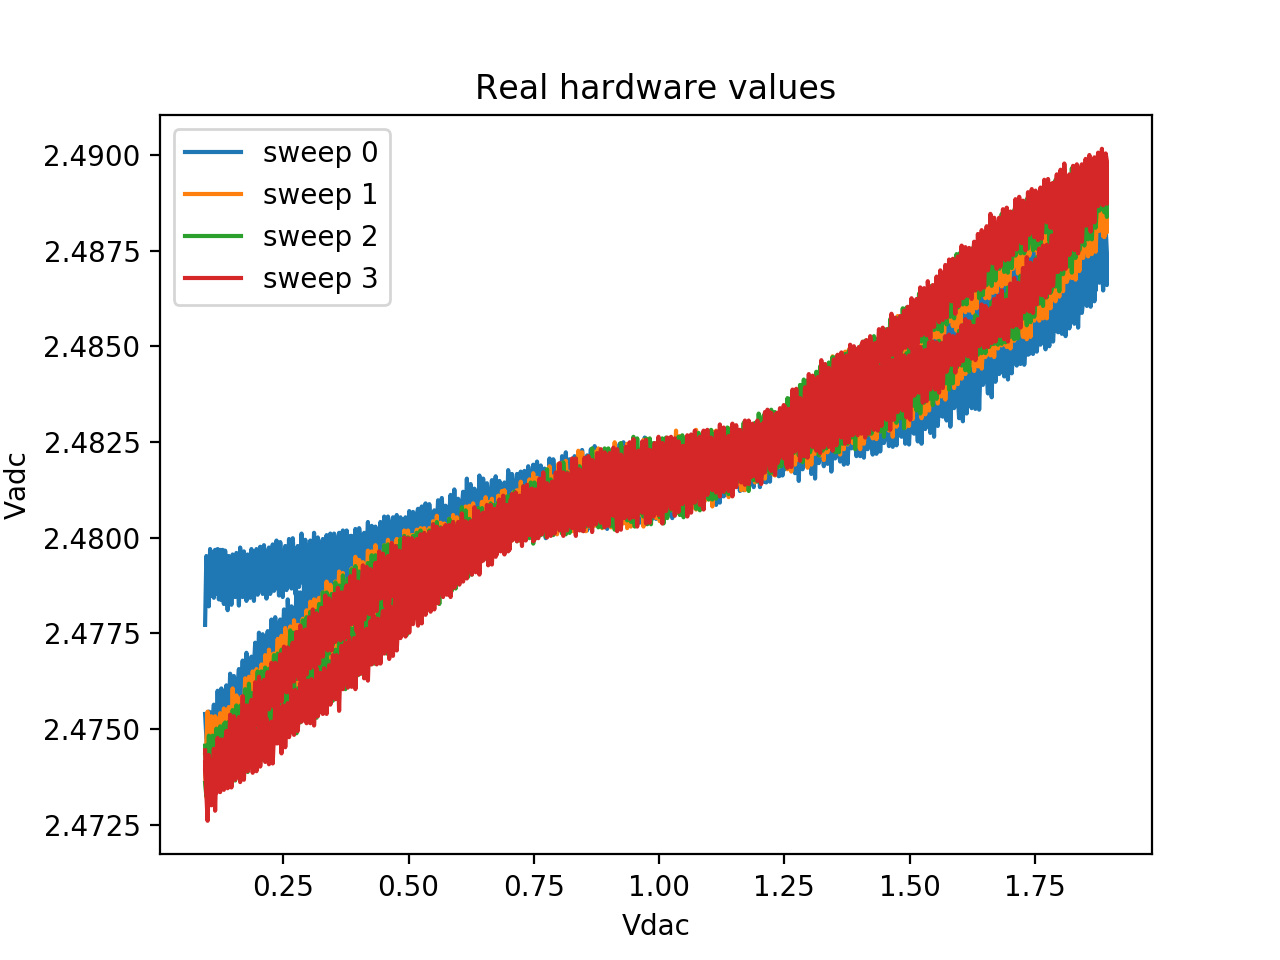 Real hardware values
sweep 0
sweep 1
sweep 2
sweep 3
2.4900
2.4875
2.4850
2.4825
2.4800
2.4775
2.4750
2.4725
Vadc
0.25 0.50 0.75 1.00 1.25 1.50 1.75
Vdac